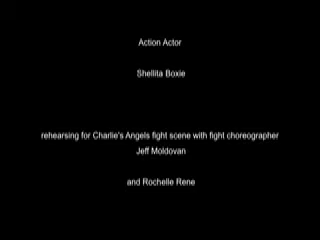 Action Actor
Shellita Boxie
rehearsing for Charlie's Angels fight scene with fight choreographer
Jeff Moldovan
and Rochelle Rene